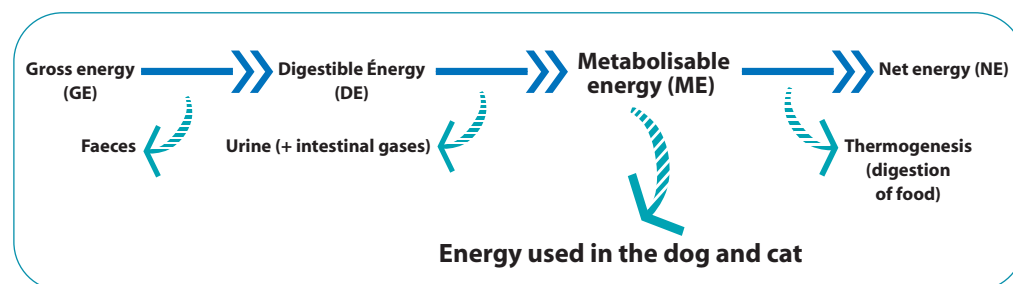 Gross energy
(GE)
Digestible Énergy
(DE)
Metabolisable
energy (ME)
Net energy (NE)
Faeces
Urine (+ intestinal gases)
Thermogenesis
(digestion
of food)
Energy used in the dog and cat